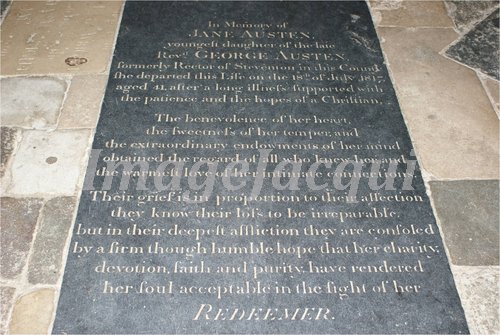 In Memory of
JANE AUSTEN,
youngeſt daughter of the late
Revd GEORGE AUSTEN,
formerly Rector of Steventon in this County
ſhe departed this Life on the 18th of July 1817,
aged 41, after a long illneſs ſupported with
the patience and the hopes of a Chriſtian.
The benevolence of her heart,
the ſweetneſs of her temper, and
the extraordinary endowments of her mind
obtained the regard of all who knew her and
the warmeſt love of her intimate connections.
Their grief is in proportion to their affection
they know their loſs to be irreparable,
but in their deepeſt affliction they are conſoled
by a firm though humble hope that her charity,
devotion, faith and purity, have rendered
her ſoul acceptable in the ſight of her
REDEEMER.
Imagejacqui